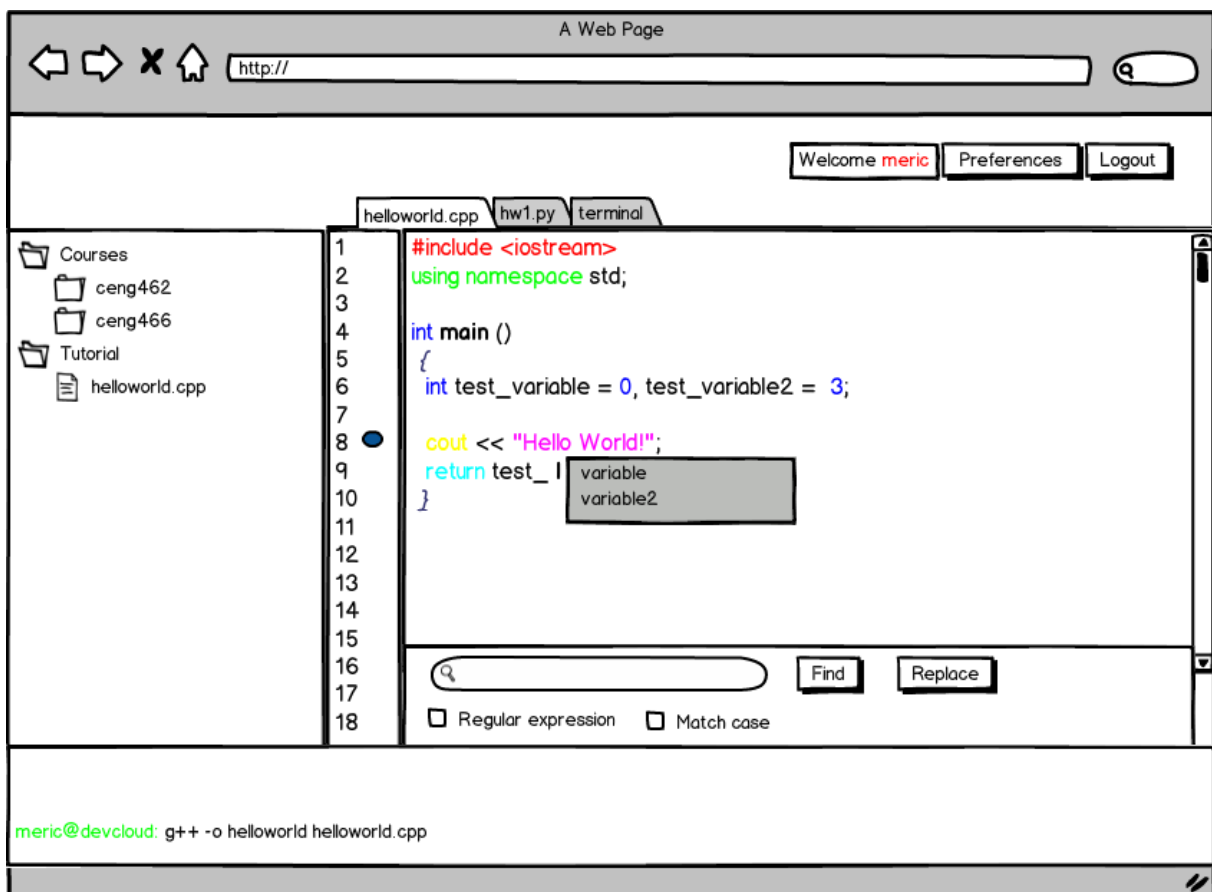 A Web Page
http://
Welcome meric Preferences Logout
helloworld.cpp hw1.py terminal
Courses
ceng462
ceng466
Tutorial
helloworld.cpp
1 #include <iostream>
2 using namespace std;
3
4 int main ()
5 {
6 int test_variable = 0, test_variable2 = 3;
7
8 cout << "Hello World!";
9 return test_ I variable
10 } variable2
11
12
13
14
15
16
17
18
Find Replace
Regular expression Match case
meric@devcloud: g++ -o helloworld helloworld.cpp